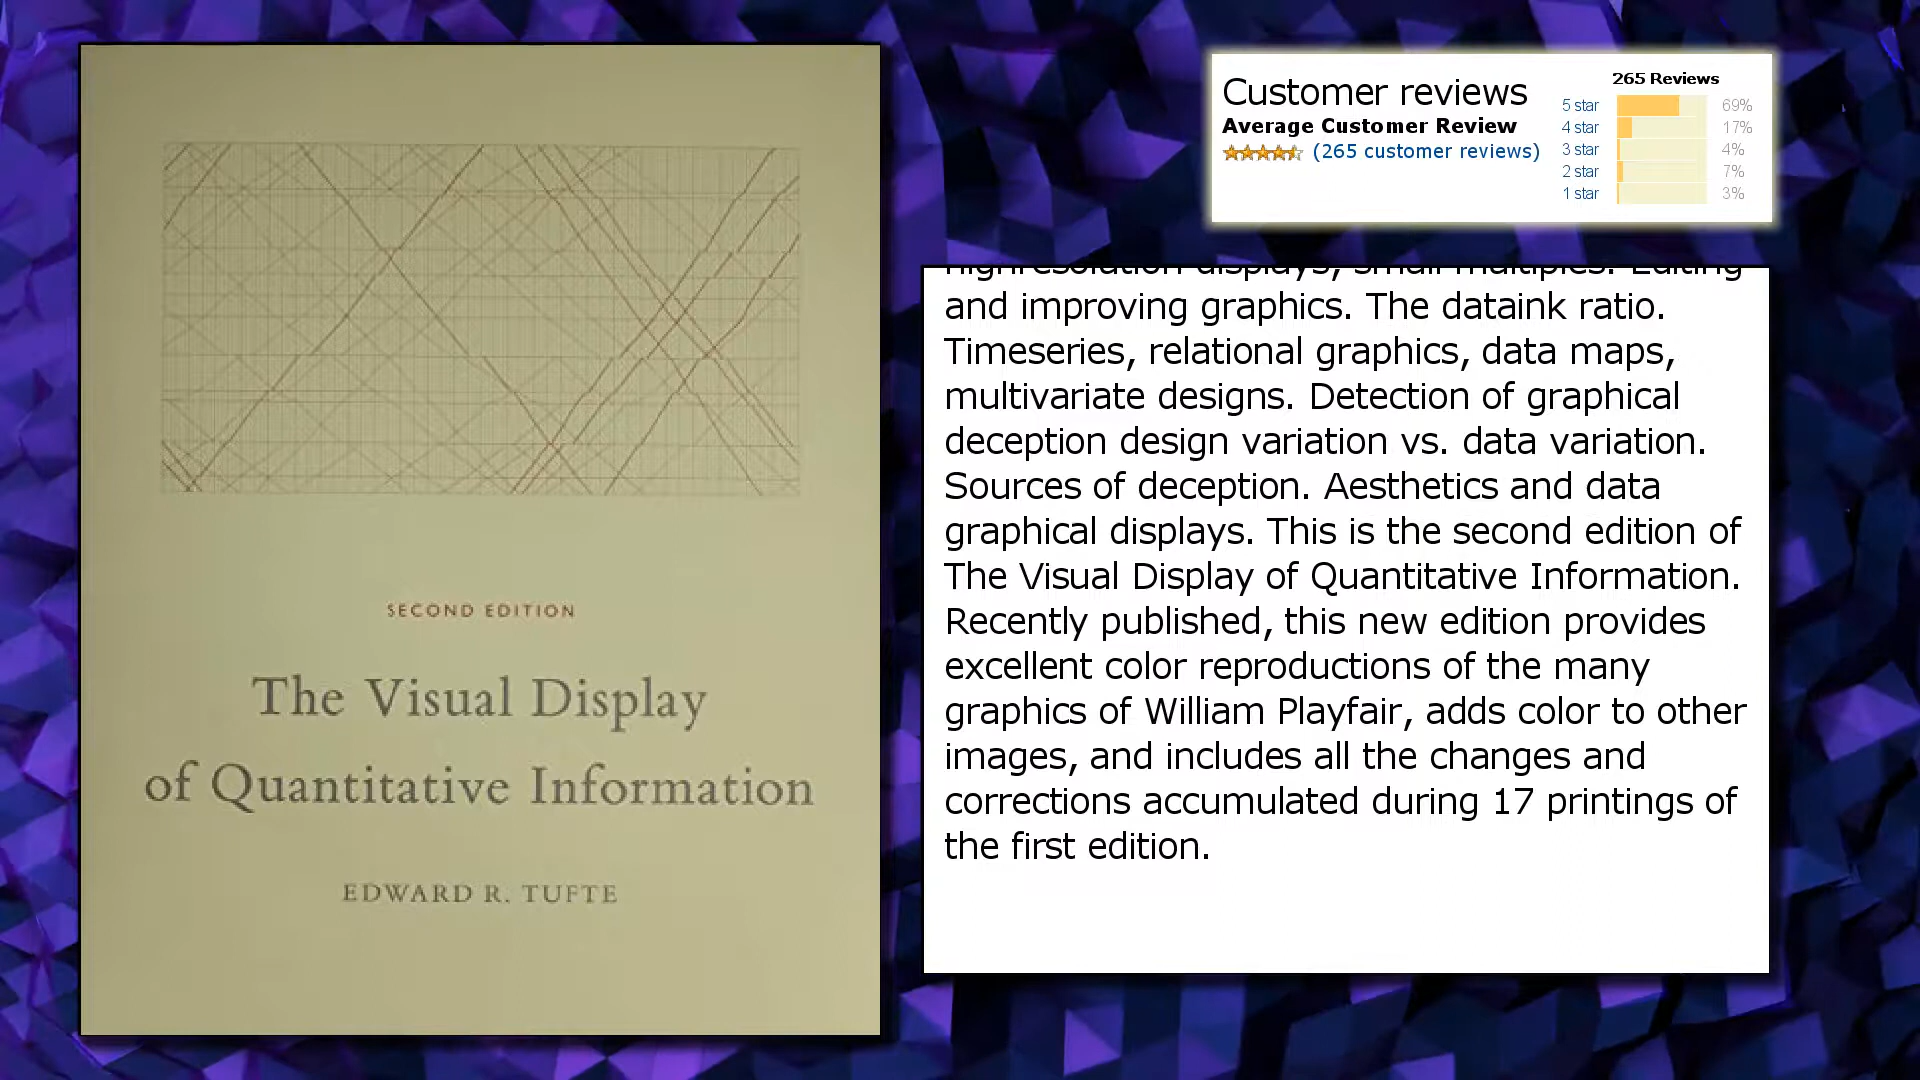 SECOND EDITION
The Visual Display
of Quantitative Information
EDWARD R. TUFTE
Customer reviews
Average Customer Review
(265 customer reviews)
265 Reviews
5 star 69%
4 star 17%
3 star 4%
2 star 7%
1 star 3%
highresolution displays, small multiples. Editing
and improving graphics. The dataink ratio.
Timeseries, relational graphics, data maps,
multivariate designs. Detection of graphical
deception design variation vs. data variation.
Sources of deception. Aesthetics and data
graphical displays. This is the second edition of
The Visual Display of Quantitative Information.
Recently published, this new edition provides
excellent color reproductions of the many
graphics of William Playfair, adds color to other
images, and includes all the changes and
corrections accumulated during 17 printings of
the first edition.